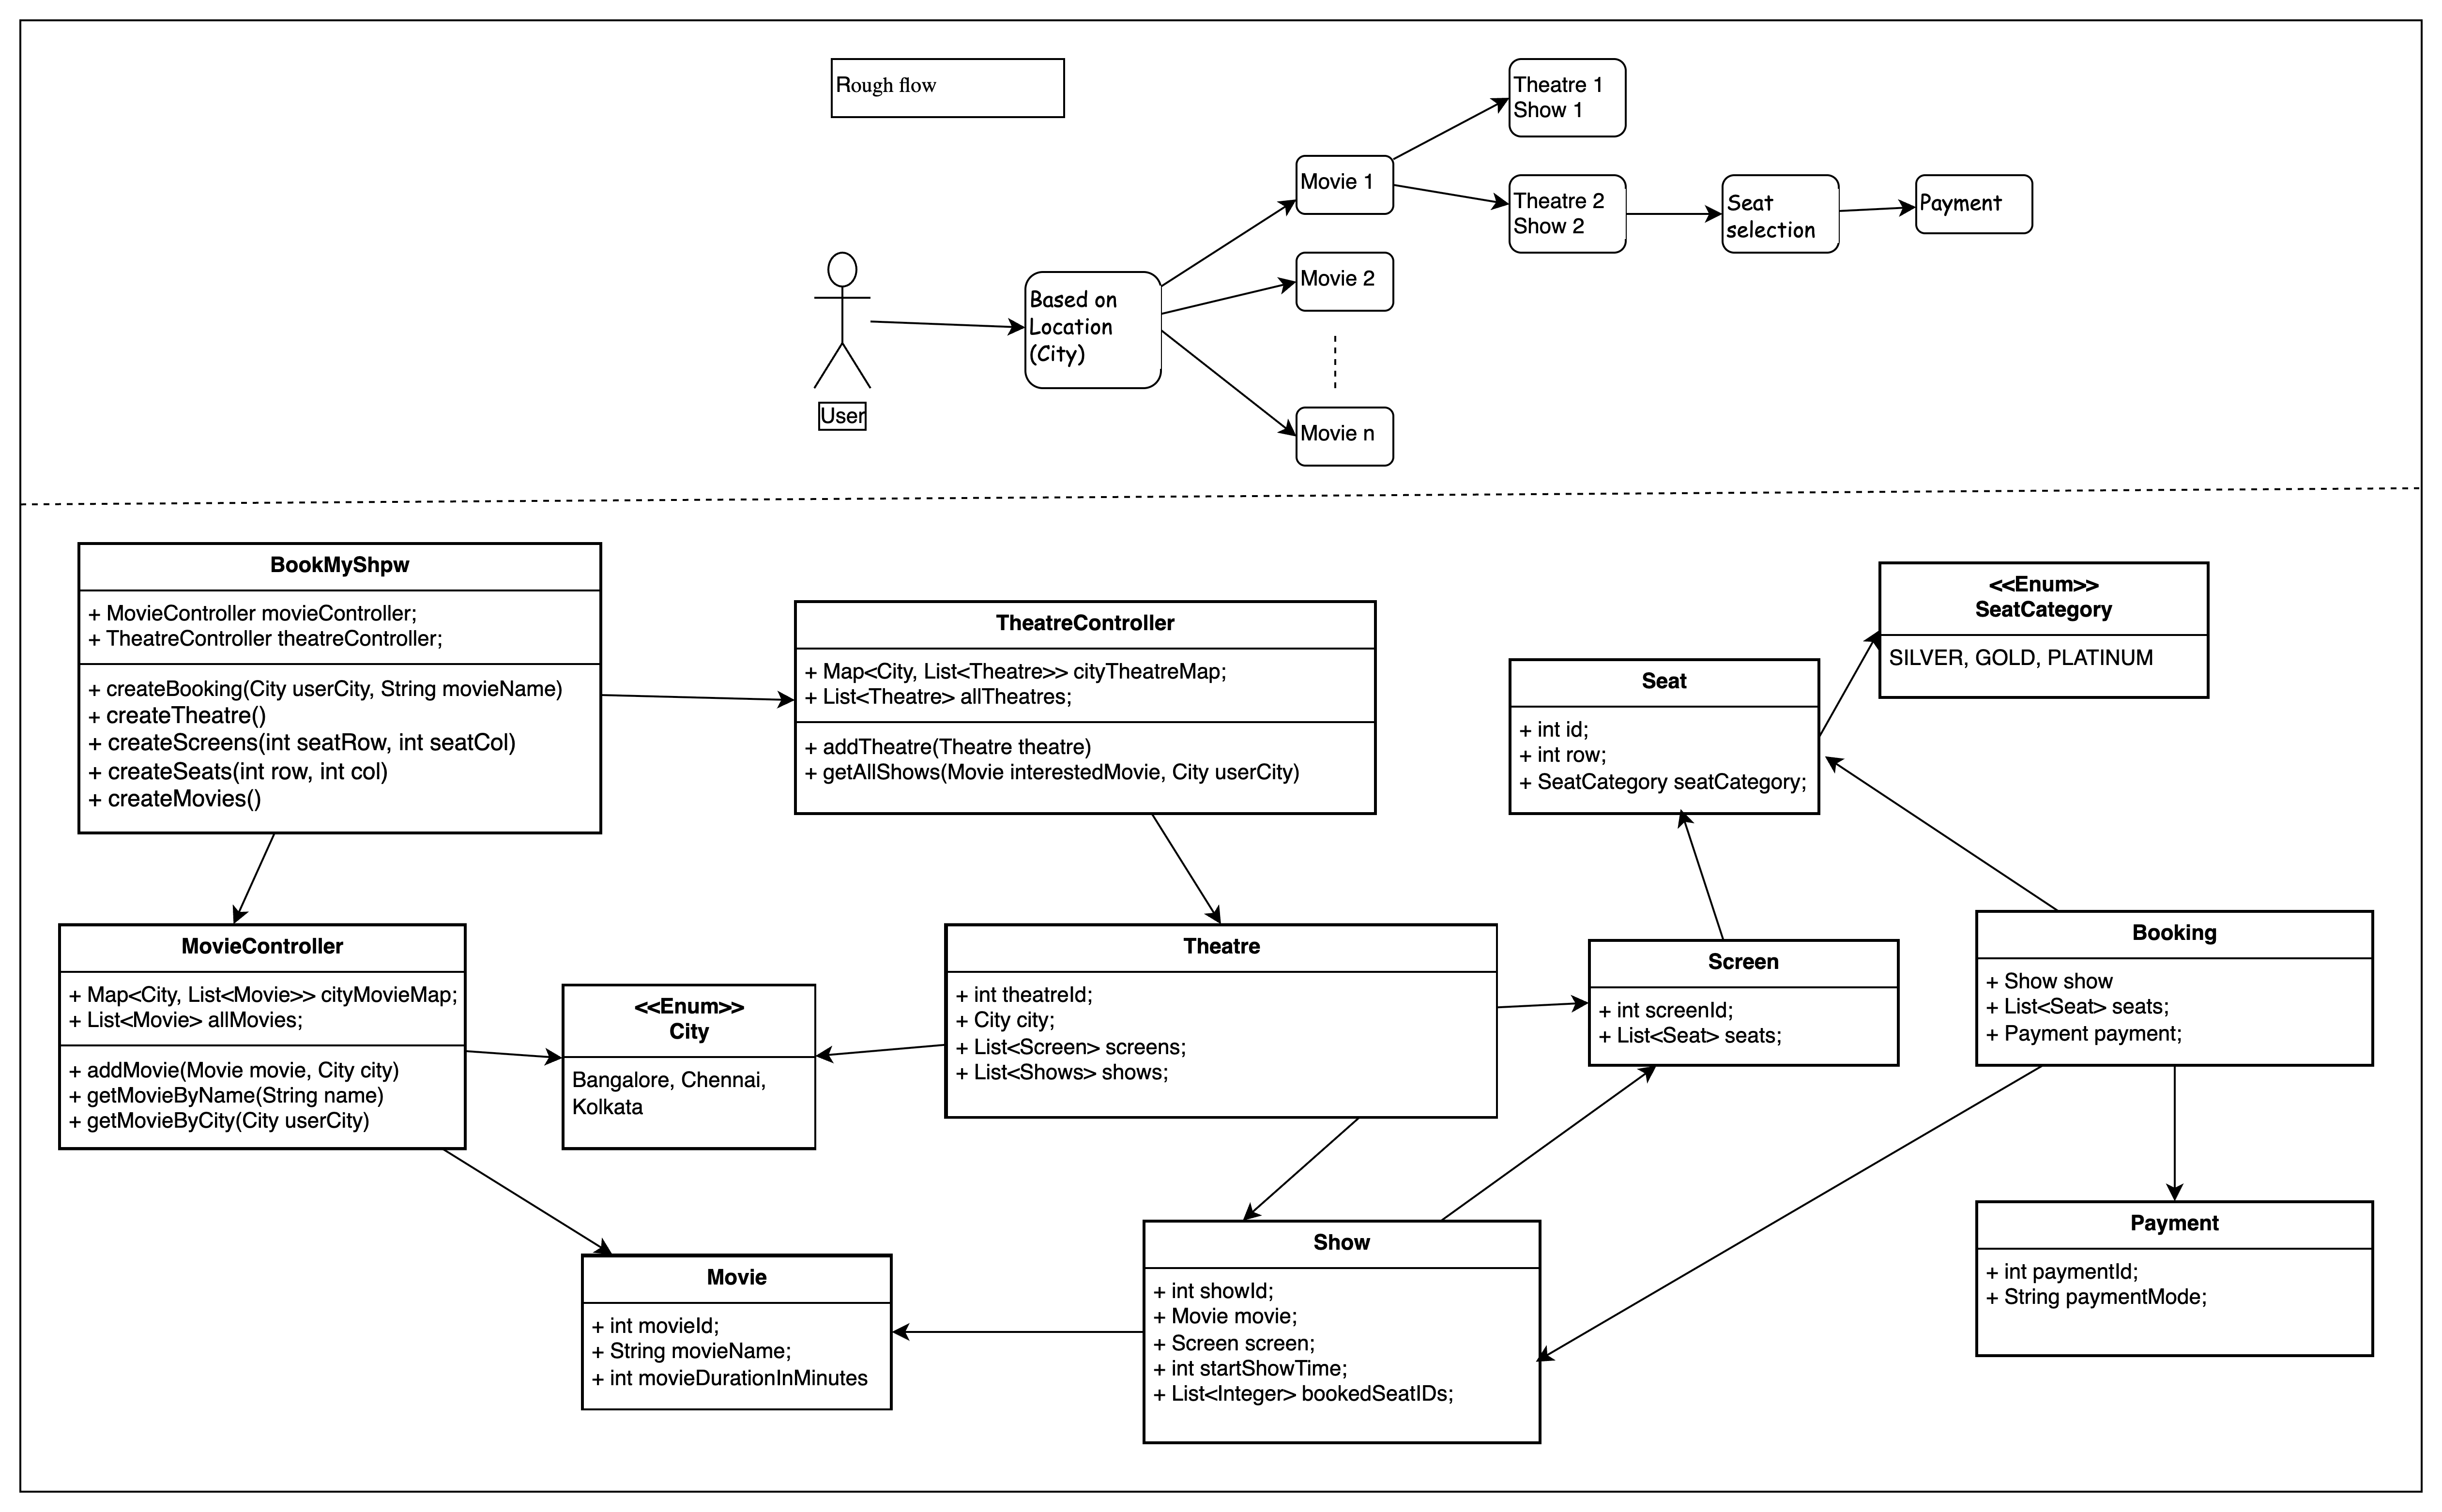 Rough flow
Theatre 1
Show 1
Movie 1
Theatre 2
Show 2
Seat
selection
Payment
Movie 2
Based on
Location
(City)
Movie n
User
BookMyShpw
+ MovieController movieController;
+ TheatreController theatreController;
+ createBooking(City userCity, String movieName)
+ createTheatre()
+ createScreens(int seatRow, int seatCol)
+ createSeats(int row, int col)
+ createMovies()
TheatreController
+ Map<City, List<Theatre>> cityTheatreMap;
+ List<Theatre> allTheatres;
+ addTheatre(Theatre theatre)
+ getAllShows(Movie interestedMovie, City userCity)
Seat
+ int id;
+ int row;
+ SeatCategory seatCategory;
<<Enum>>
SeatCategory
SILVER, GOLD, PLATINUM
MovieController
+ Map<City, List<Movie>> cityMovieMap;
+ List<Movie> allMovies;
+ addMovie(Movie movie, City city)
+ getMovieByName(String name)
+ getMovieByCity(City userCity)
<<Enum>>
City
Bangalore, Chennai,
Kolkata
Theatre
+ int theatreId;
+ City city;
+ List<Screen> screens;
+ List<Shows> shows;
Screen
+ int screenId;
+ List<Seat> seats;
Booking
+ Show show
+ List<Seat> seats;
+ Payment payment;
Movie
+ int movieId;
+ String movieName;
+ int movieDurationInMinutes
Show
+ int showId;
+ Movie movie;
+ Screen screen;
+ int startShowTime;
+ List<Integer> bookedSeatIDs;
Payment
+ int paymentId;
+ String paymentMode;